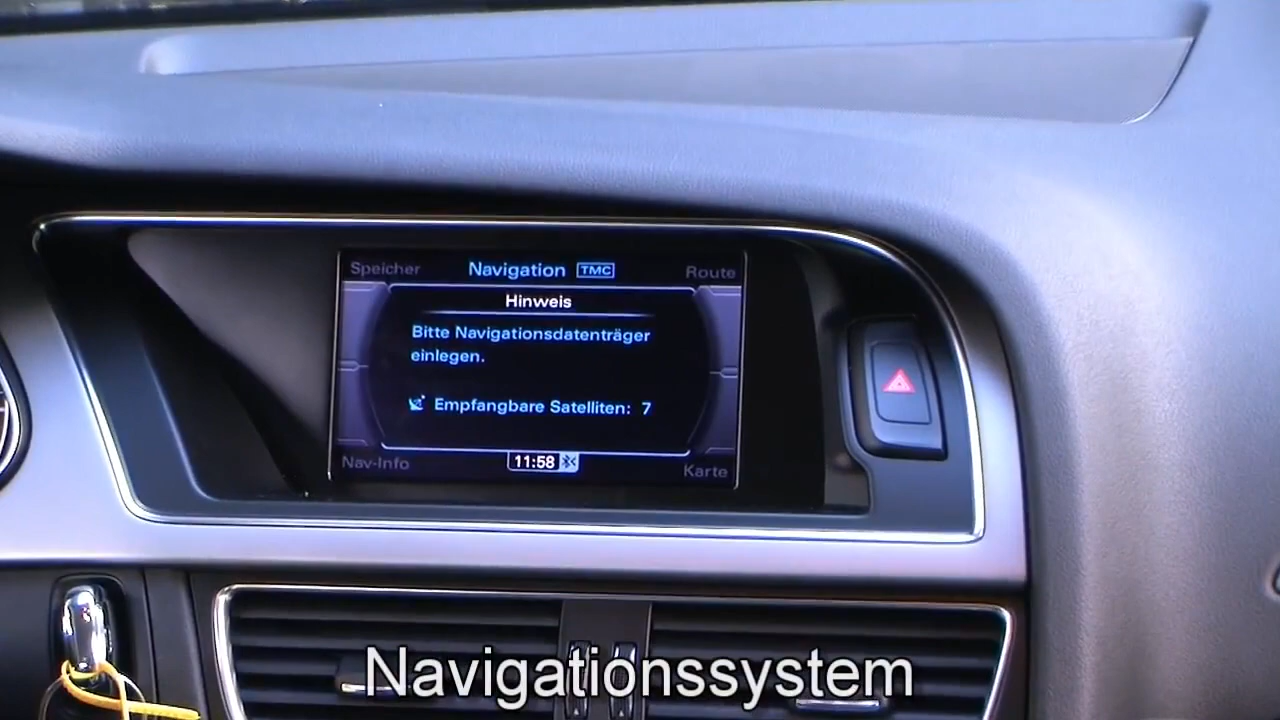 Speicher
Navigation TMC
Route
Hinweis
Bitte Navigationsdatenträger
einlegen.
Empfangbare Satelliten: 7
Nav-Info
11:58
Karte
Navigationssystem